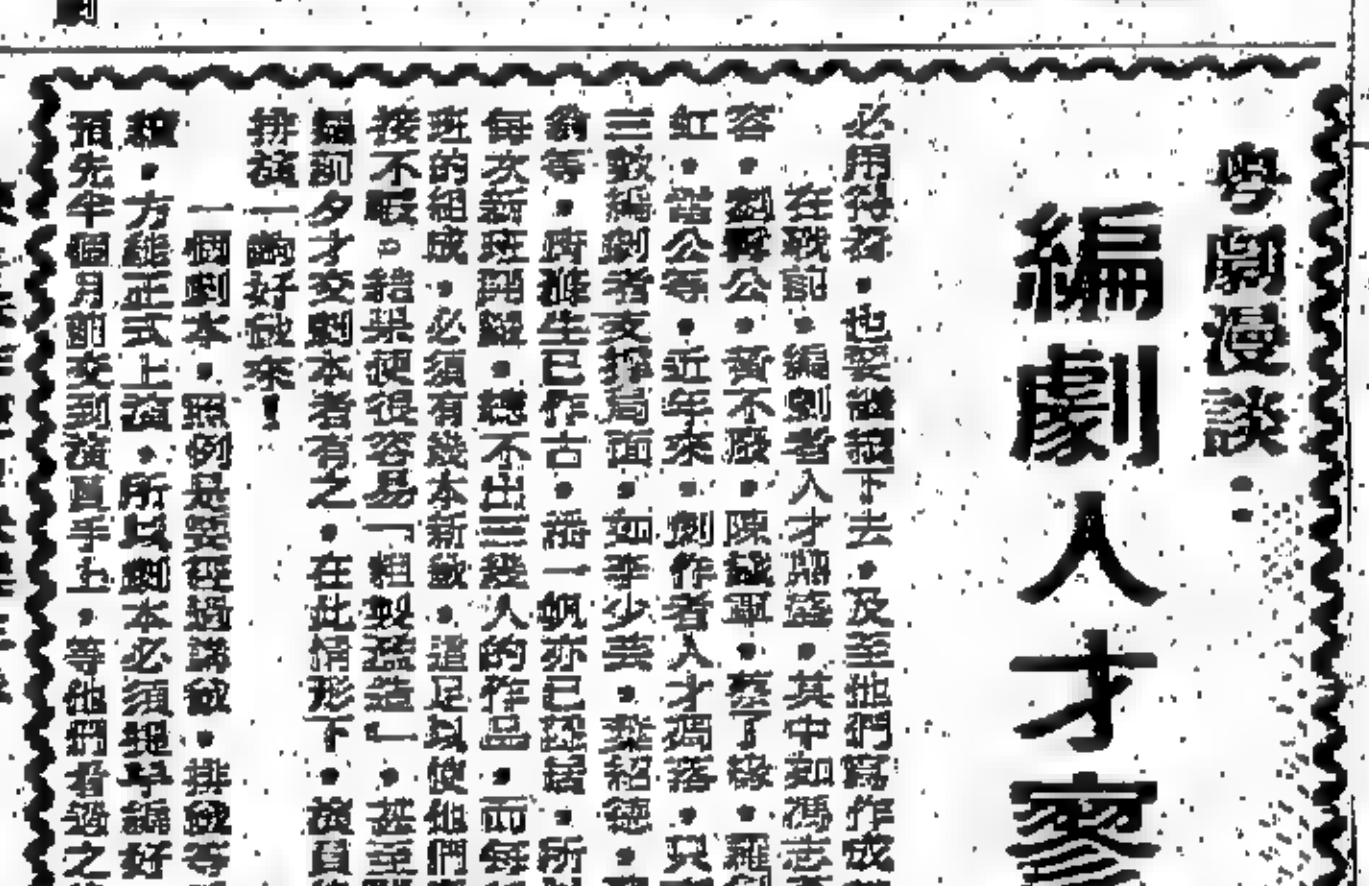 粵劇漫談：
編劇人才寥
必用得着・也要繼續下去・及至他們寫作成
在戰前・編劇者人才鼎盛・其中如馮志
容・劉公・黃不廢・陳・蔡了緣・羅
紅・諧公等・近年來・劇作者人才凋落・只
三數編劇者支撐局面・如李少芸・紹德・
翁等・唐滌生已作古・潘一帆亦已・所
每次新班開鑼・總不出三幾人的作品・而每
班的組成・必須有幾本新戲・這足以使他們
接不暇。結果便很容易「粗製濫造」・甚至
夕才交劇本者有之・在此情形下・演員
排演一齣好戲來！
一個劇本・照例是要經過講戲・排戲等
方能正式上演・所以劇本必須提早編好
預先半個月前交到演員手上・等他們看過之